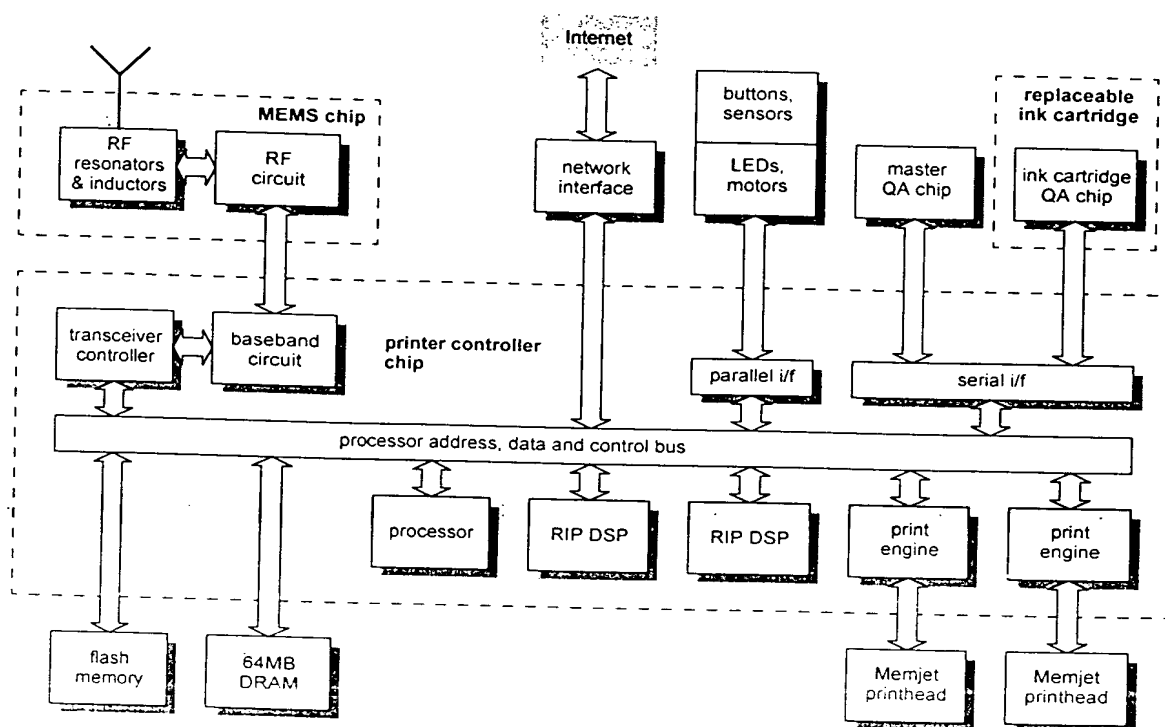 Internet
MEMS chip
RF
resonators
& inductors
RF
circuit
network
interface
buttons,
sensors
LEDs,
motors
master
QA chip
replaceable
ink cartridge
ink cartridge
QA chip
transceiver
controller
baseband
circuit
printer controller
chip
parallel i/f
serial i/f
processor address, data and control bus
processor
RIP DSP
RIP DSP
print
engine
print
engine
flash
memory
64MB
DRAM
Memjet
printhead
Memjet
printhead